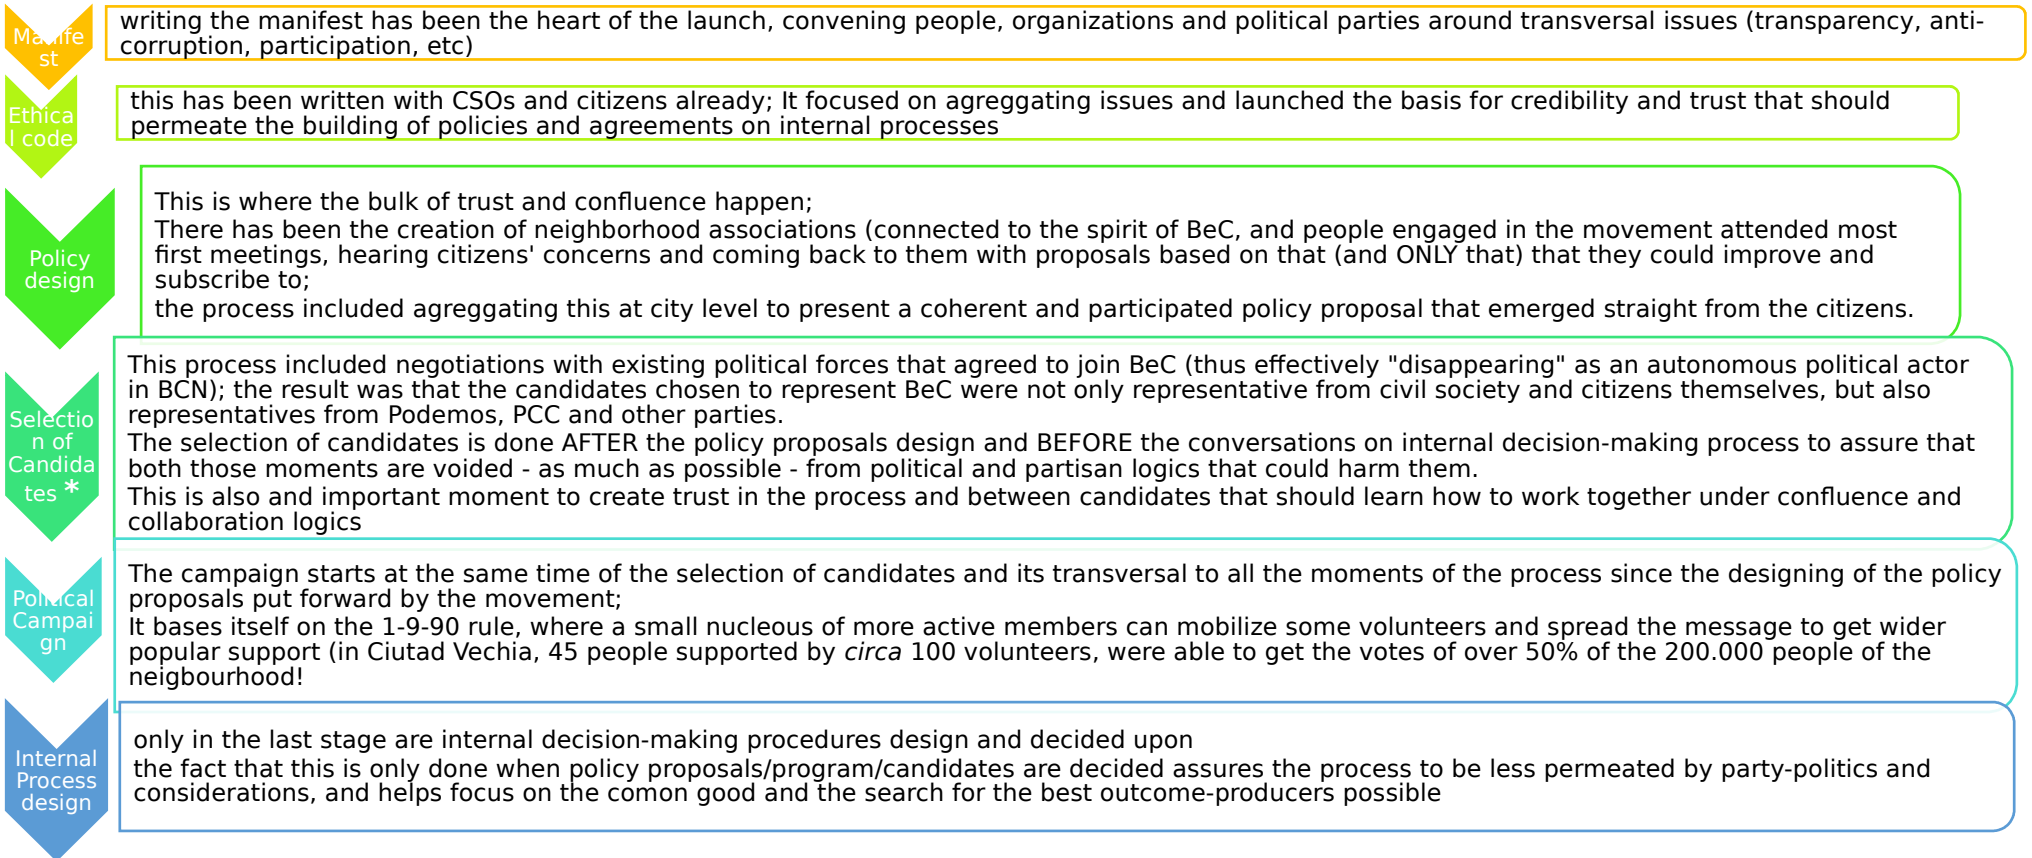 Manife
st
writing the manifest has been the heart of the launch, convening people, organizations and political parties around transversal issues (transparency, anti-
corruption, participation, etc)
Ethica
l code
this has been written with CSOs and citizens already; It focused on agreggating issues and launched the basis for credibility and trust that should
permeate the building of policies and agreements on internal processes
Policy
design
This is where the bulk of trust and confluence happen;
There has been the creation of neighborhood associations (connected to the spirit of BeC, and people engaged in the movement attended most
first meetings, hearing citizens' concerns and coming back to them with proposals based on that (and ONLY that) that they could improve and
subscribe to;
the process included agreggating this at city level to present a coherent and participated policy proposal that emerged straight from the citizens.
Selectio
n of
Candida
tes *
This process included negotiations with existing political forces that agreed to join BeC (thus effectively "disappearing" as an autonomous political actor
in BCN); the result was that the candidates chosen to represent BeC were not only representative from civil society and citizens themselves, but also
representatives from Podemos, PCC and other parties.
The selection of candidates is done AFTER the policy proposals design and BEFORE the conversations on internal decision-making process to assure that
both those moments are voided - as much as possible - from political and partisan logics that could harm them.
This is also and important moment to create trust in the process and between candidates that should learn how to work together under confluence and
collaboration logics
Political
Campai
gn
The campaign starts at the same time of the selection of candidates and its transversal to all the moments of the process since the designing of the policy
proposals put forward by the movement;
It bases itself on the 1-9-90 rule, where a small nucleous of more active members can mobilize some volunteers and spread the message to get wider
popular support (in Ciutad Vechia, 45 people supported by circa 100 volunteers, were able to get the votes of over 50% of the 200.000 people of the
neigbourhood!
Internal
Process
design
only in the last stage are internal decision-making procedures design and decided upon
the fact that this is only done when policy proposals/program/candidates are decided assures the process to be less permeated by party-politics and
considerations, and helps focus on the comon good and the search for the best outcome-producers possible